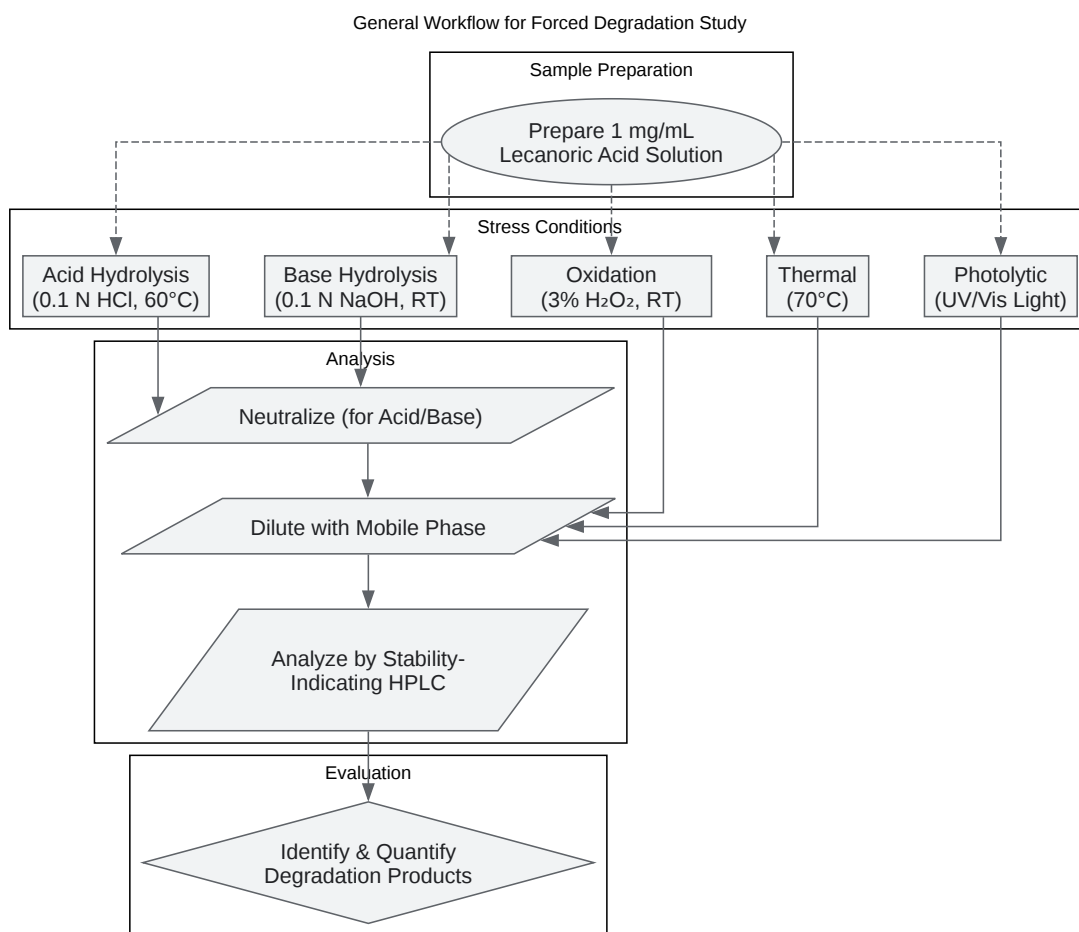 General Workflow for Forced Degradation Study
Sample Preparation
Prepare 1 mg/mL
Lecanoric Acid Solution
Stress Conditions
Acid Hydrolysis
(0.1 N HCl, 60°C)
Base Hydrolysis
(0.1 N NaOH, RT)
Oxidation
(3% H₂O₂, RT)
Thermal
(70°C)
Photolytic
(UV/Vis Light)
Analysis
Neutralize (for Acid/Base)
Dilute with Mobile Phase
Analyze by Stability-
Indicating HPLC
Evaluation
Identify & Quantify
Degradation Products